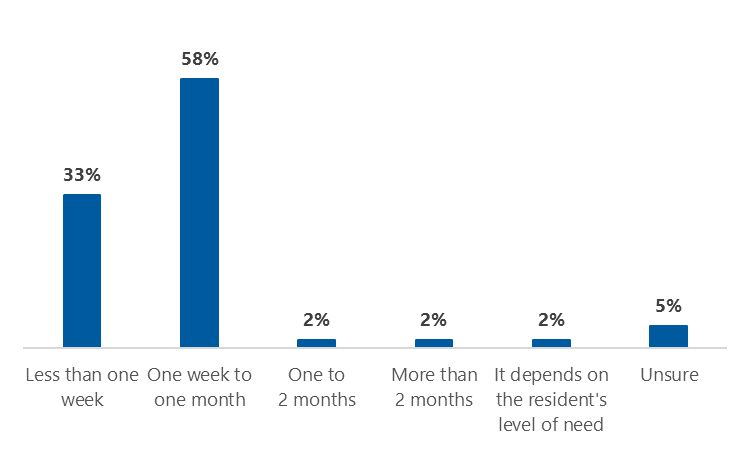 58%
33%
2%
2%
2%
5%
Less than one
week
One week to
one month
One to
2 months
More than
2 months
It depends on
the resident's
level of need
Unsure